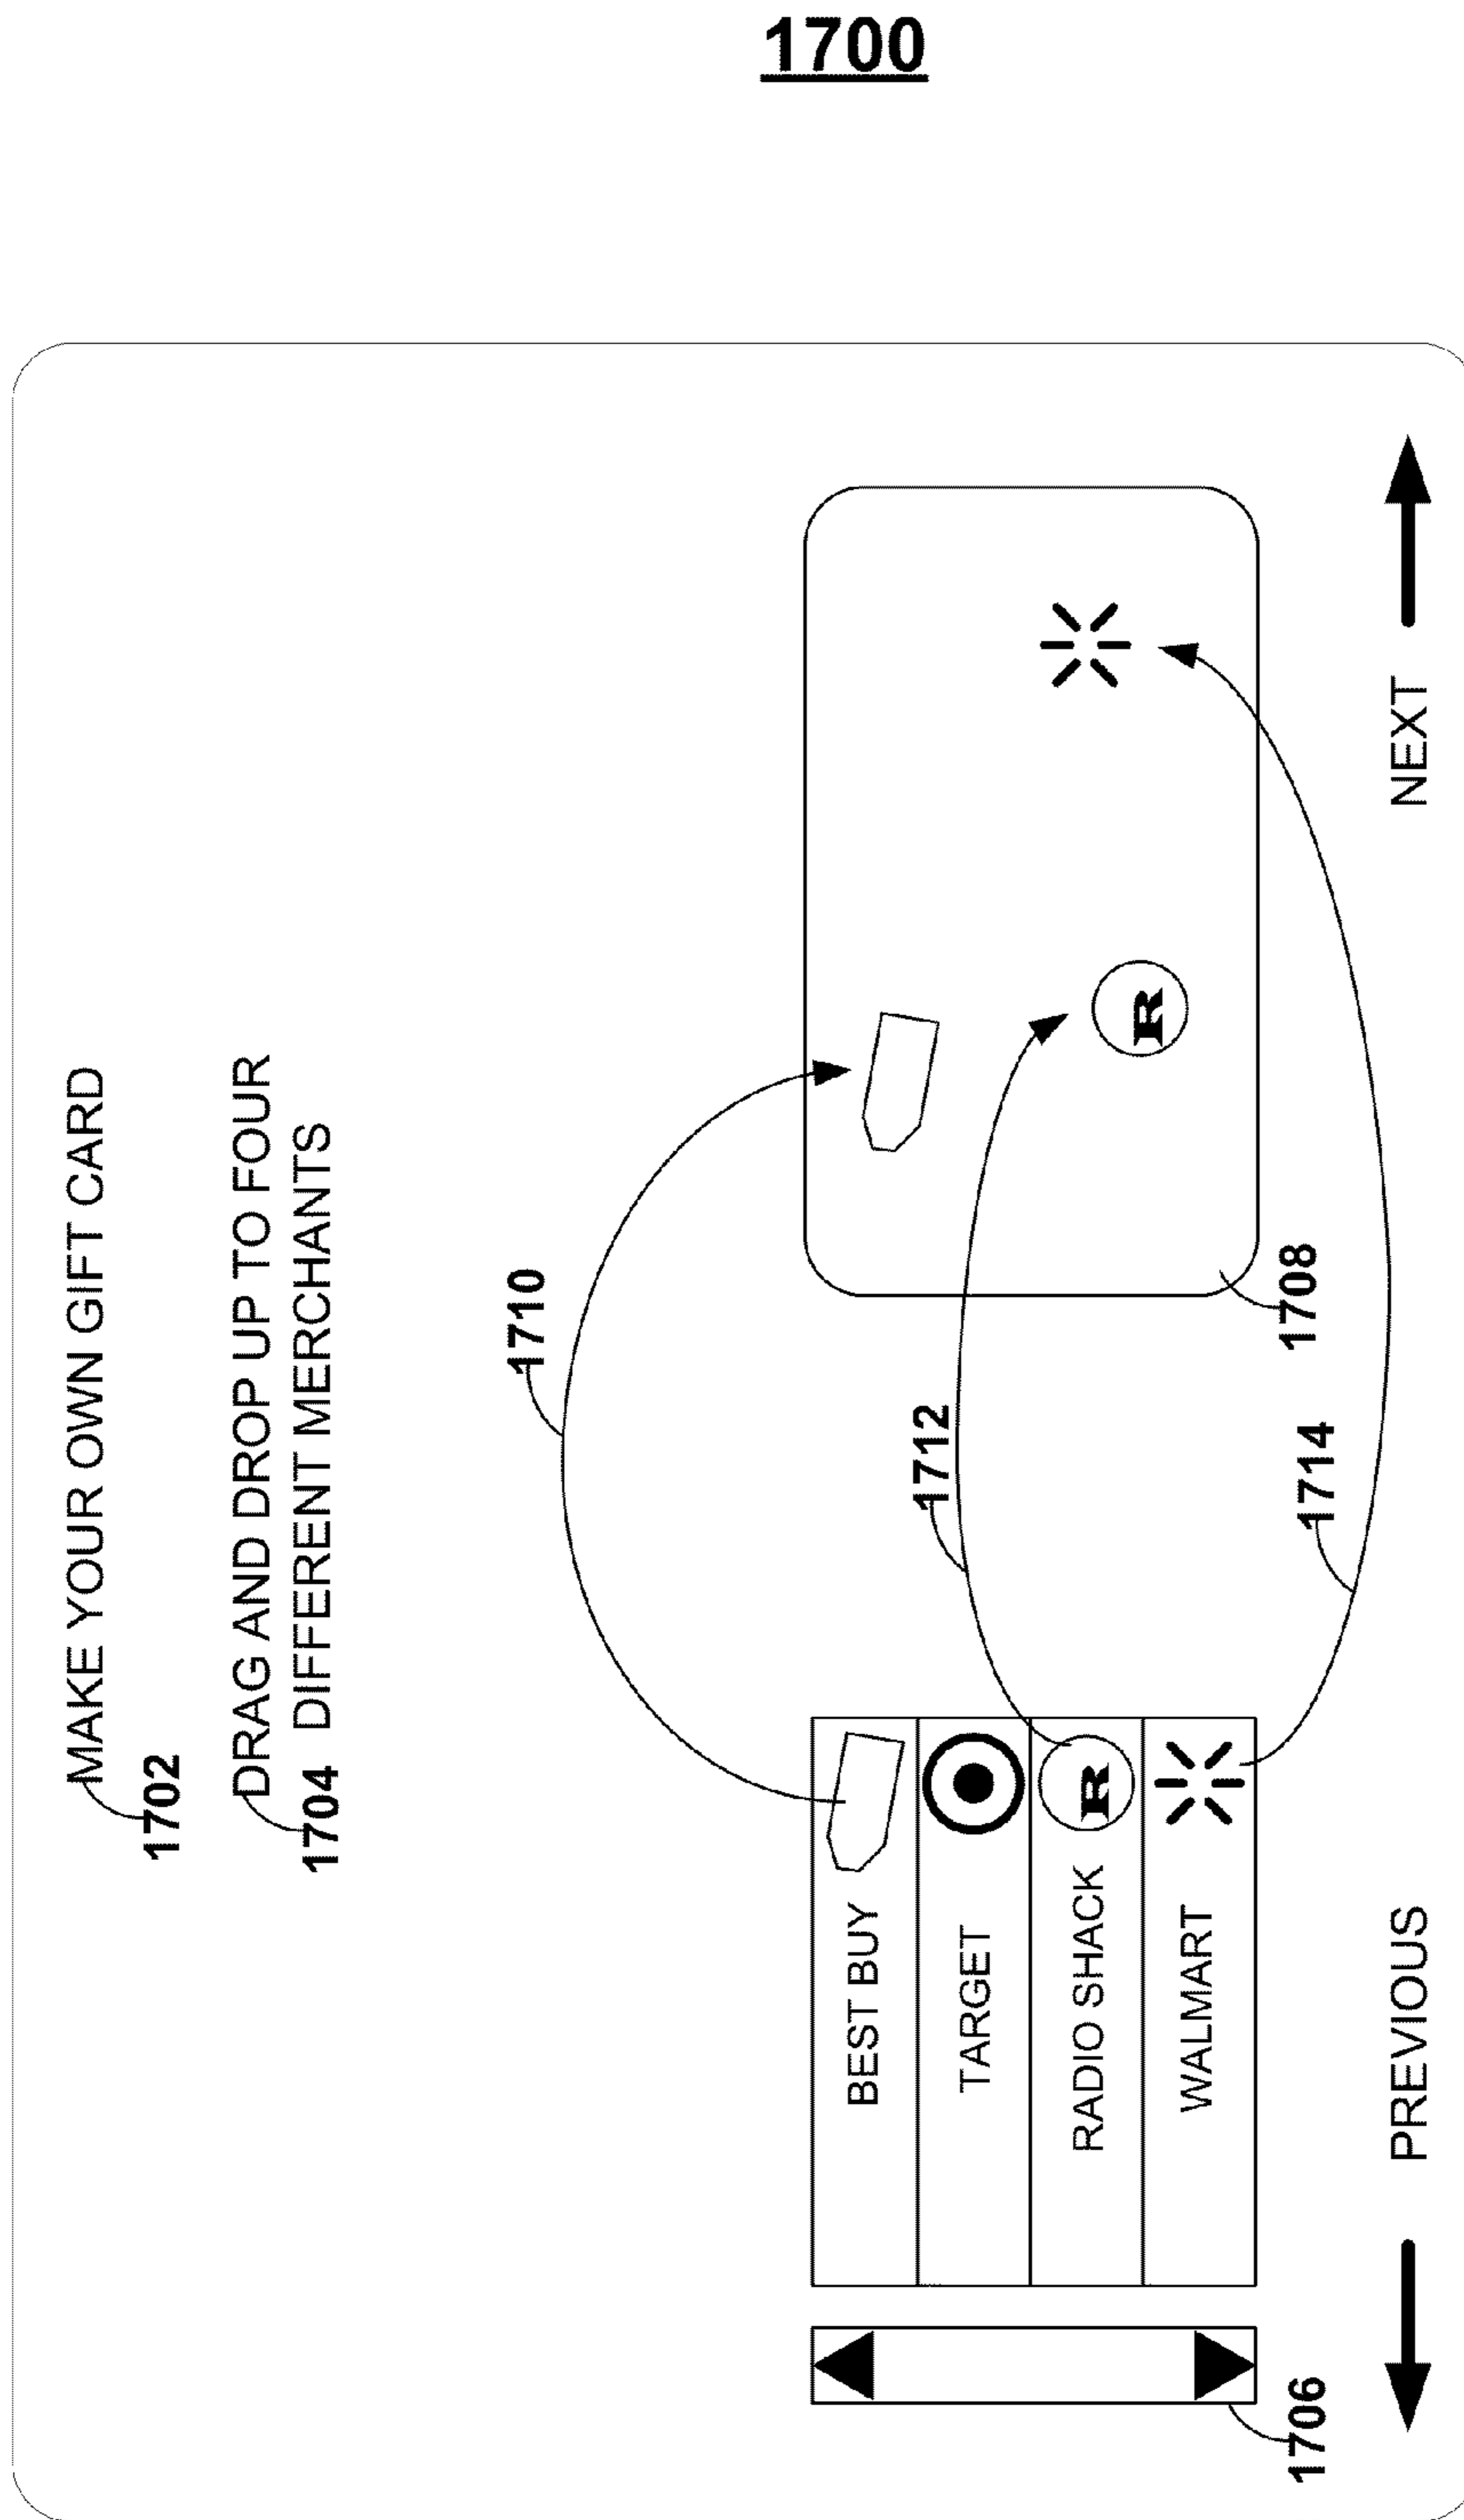 1700
MAKE YOUR OWN GIFT CARD
1702
DRAG AND DROP UP TO FOUR
1704 DIFFERENT MERCHANTS
1710
BEST BUY
1712
TARGET
RADIO SHACK
R
R
WALMART
1714
1708
1706
PREVIOUS
NEXT